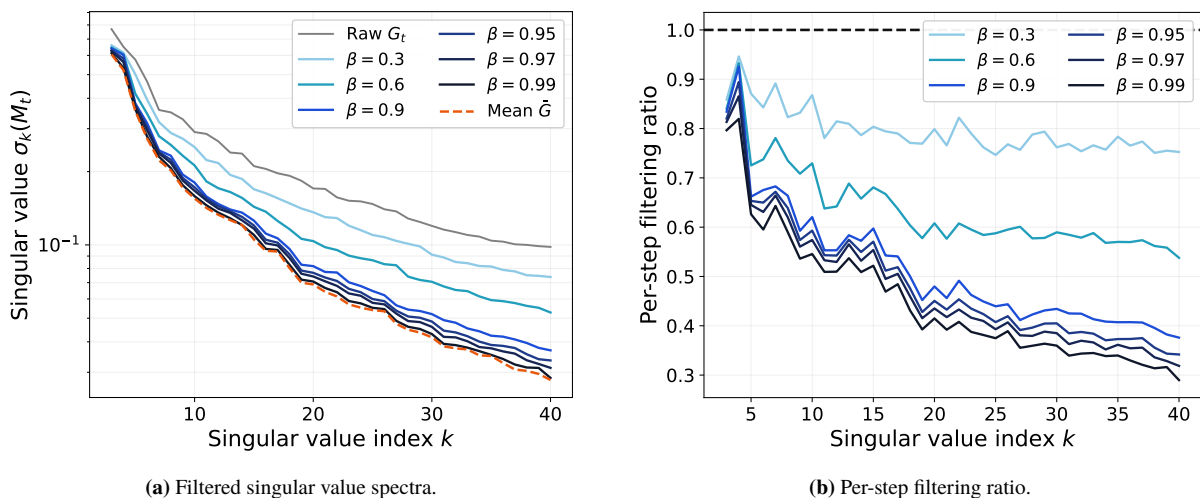 Singular value σₖ(Mₜ)
10⁻¹
Raw Gₜ
β = 0.3
β = 0.6
β = 0.9
β = 0.95
β = 0.97
β = 0.99
Mean Ḡ
10 20 30 40
Singular value index k
(a) Filtered singular value spectra.
Per-step filtering ratio
1.0
0.9
0.8
0.7
0.6
0.5
0.4
0.3
β = 0.3
β = 0.6
β = 0.9
β = 0.95
β = 0.97
β = 0.99
5 10 15 20 25 30 35 40
Singular value index k
(b) Per-step filtering ratio.